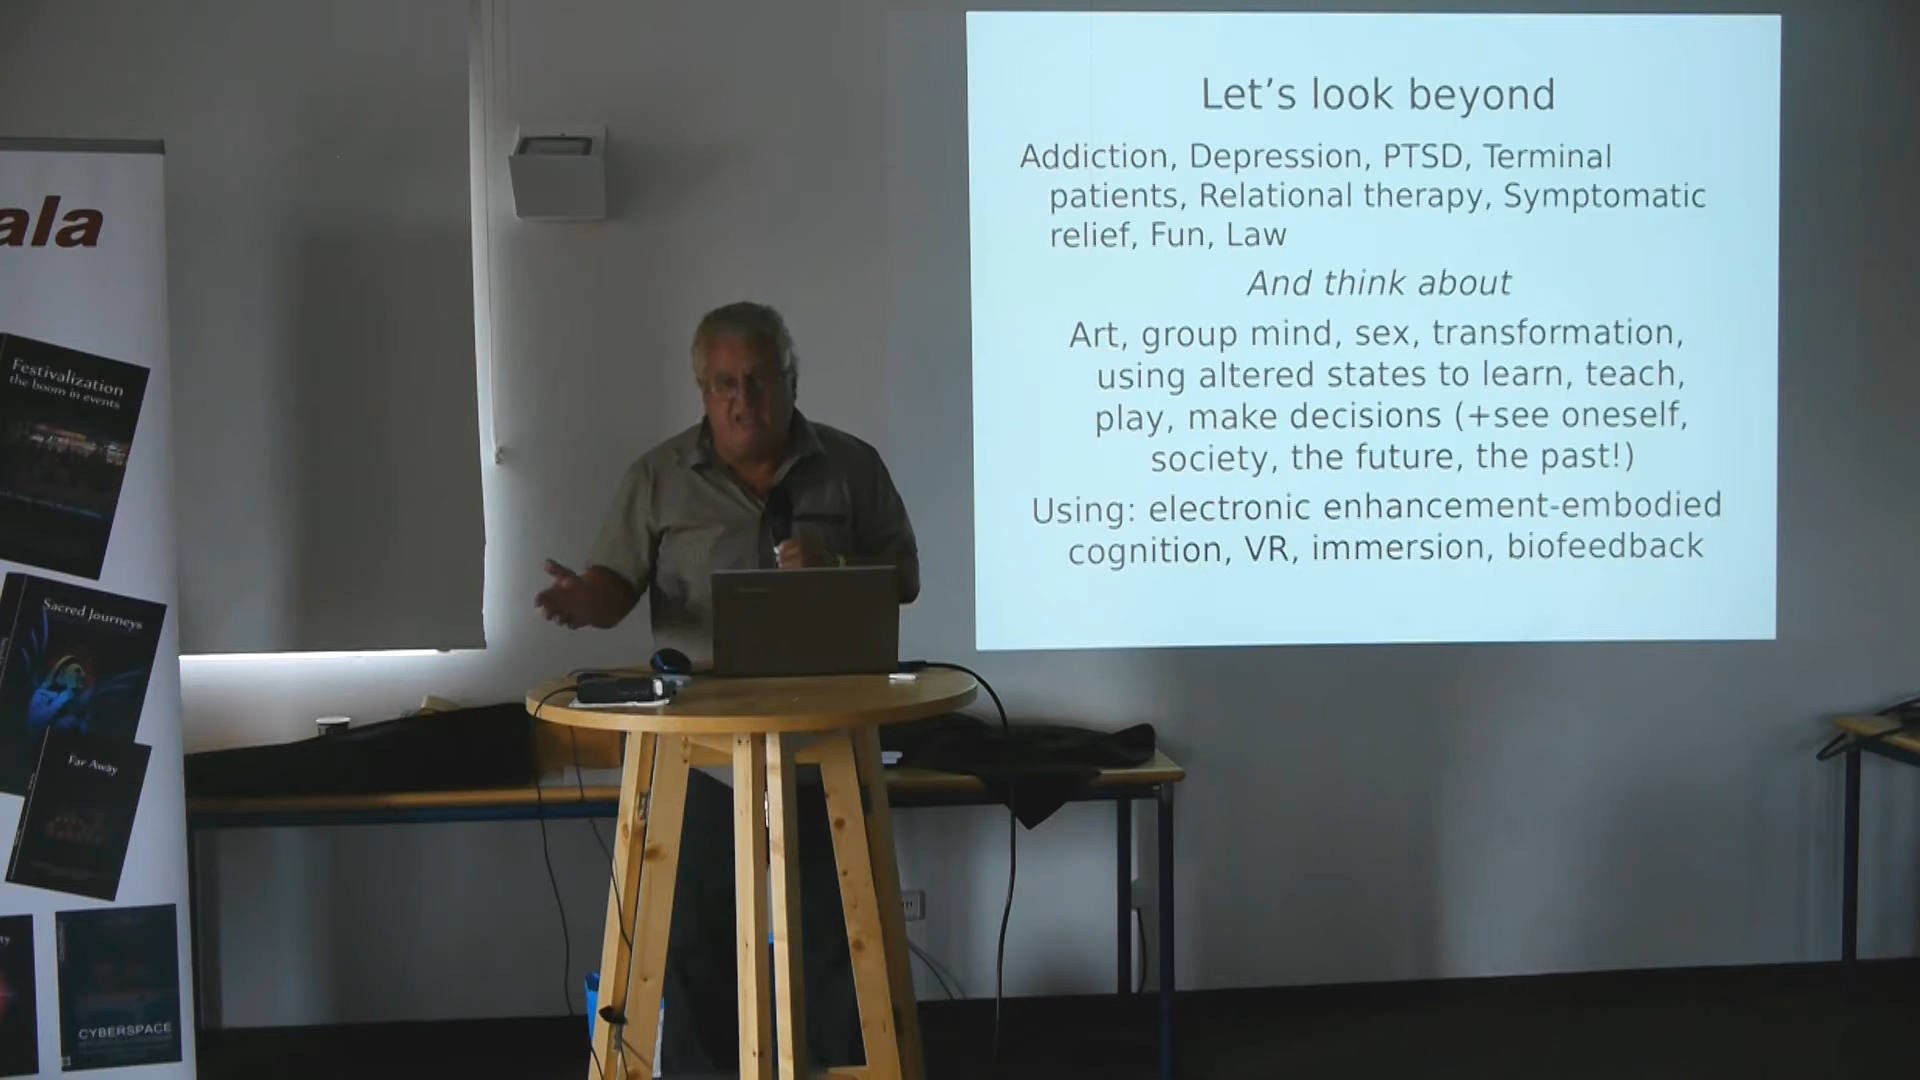 Let’s look beyond
Addiction, Depression, PTSD, Terminal
patients, Relational therapy, Symptomatic
relief, Fun, Law
And think about
Art, group mind, sex, transformation,
using altered states to learn, teach,
play, make decisions (+see oneself,
society, the future, the past!)
Using: electronic enhancement-embodied
cognition, VR, immersion, biofeedback
ala
Festivalization
the boom in events
Sacred Journeys
Far Away
CYBERSPACE